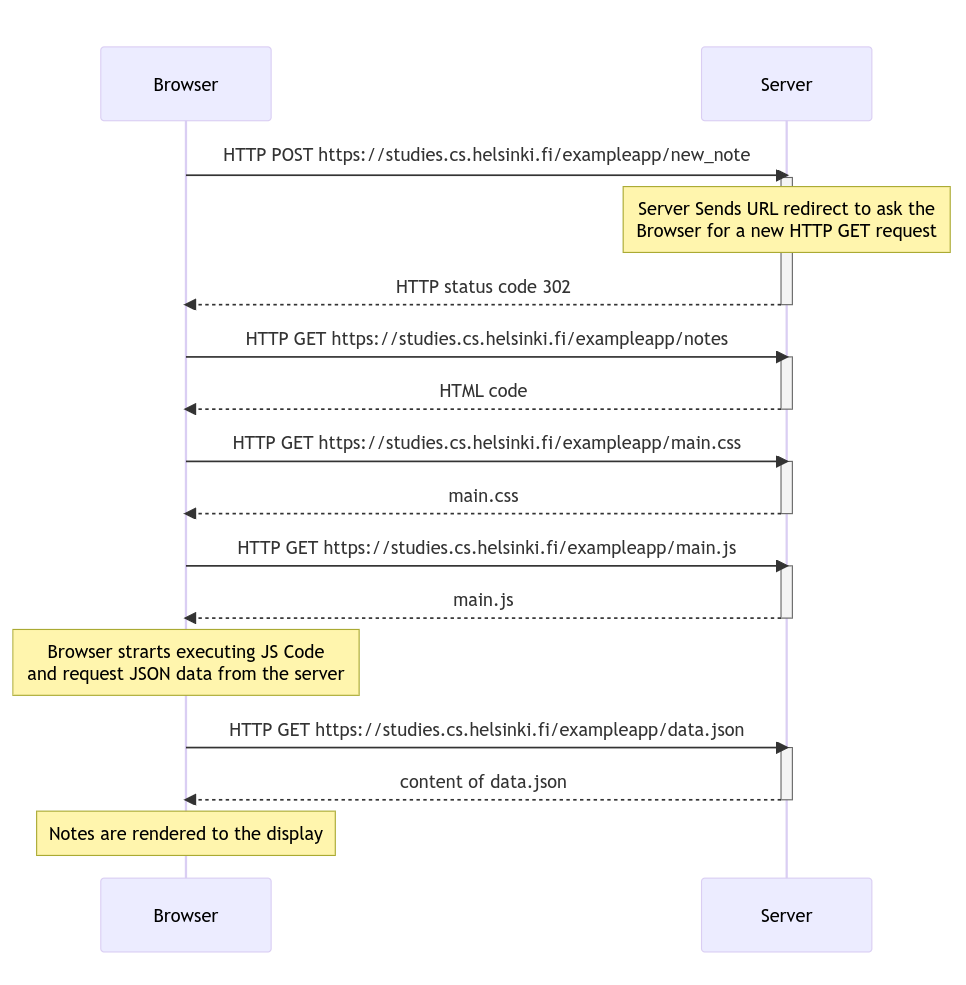 Browser
Server
HTTP POST https://studies.cs.helsinki.fi/exampleapp/new_note
Server Sends URL redirect to ask the
Browser for a new HTTP GET request
HTTP status code 302
HTTP GET https://studies.cs.helsinki.fi/exampleapp/notes
HTML code
HTTP GET https://studies.cs.helsinki.fi/exampleapp/main.css
main.css
HTTP GET https://studies.cs.helsinki.fi/exampleapp/main.js
main.js
Browser strarts executing JS Code
and request JSON data from the server
HTTP GET https://studies.cs.helsinki.fi/exampleapp/data.json
content of data.json
Notes are rendered to the display
Browser
Server